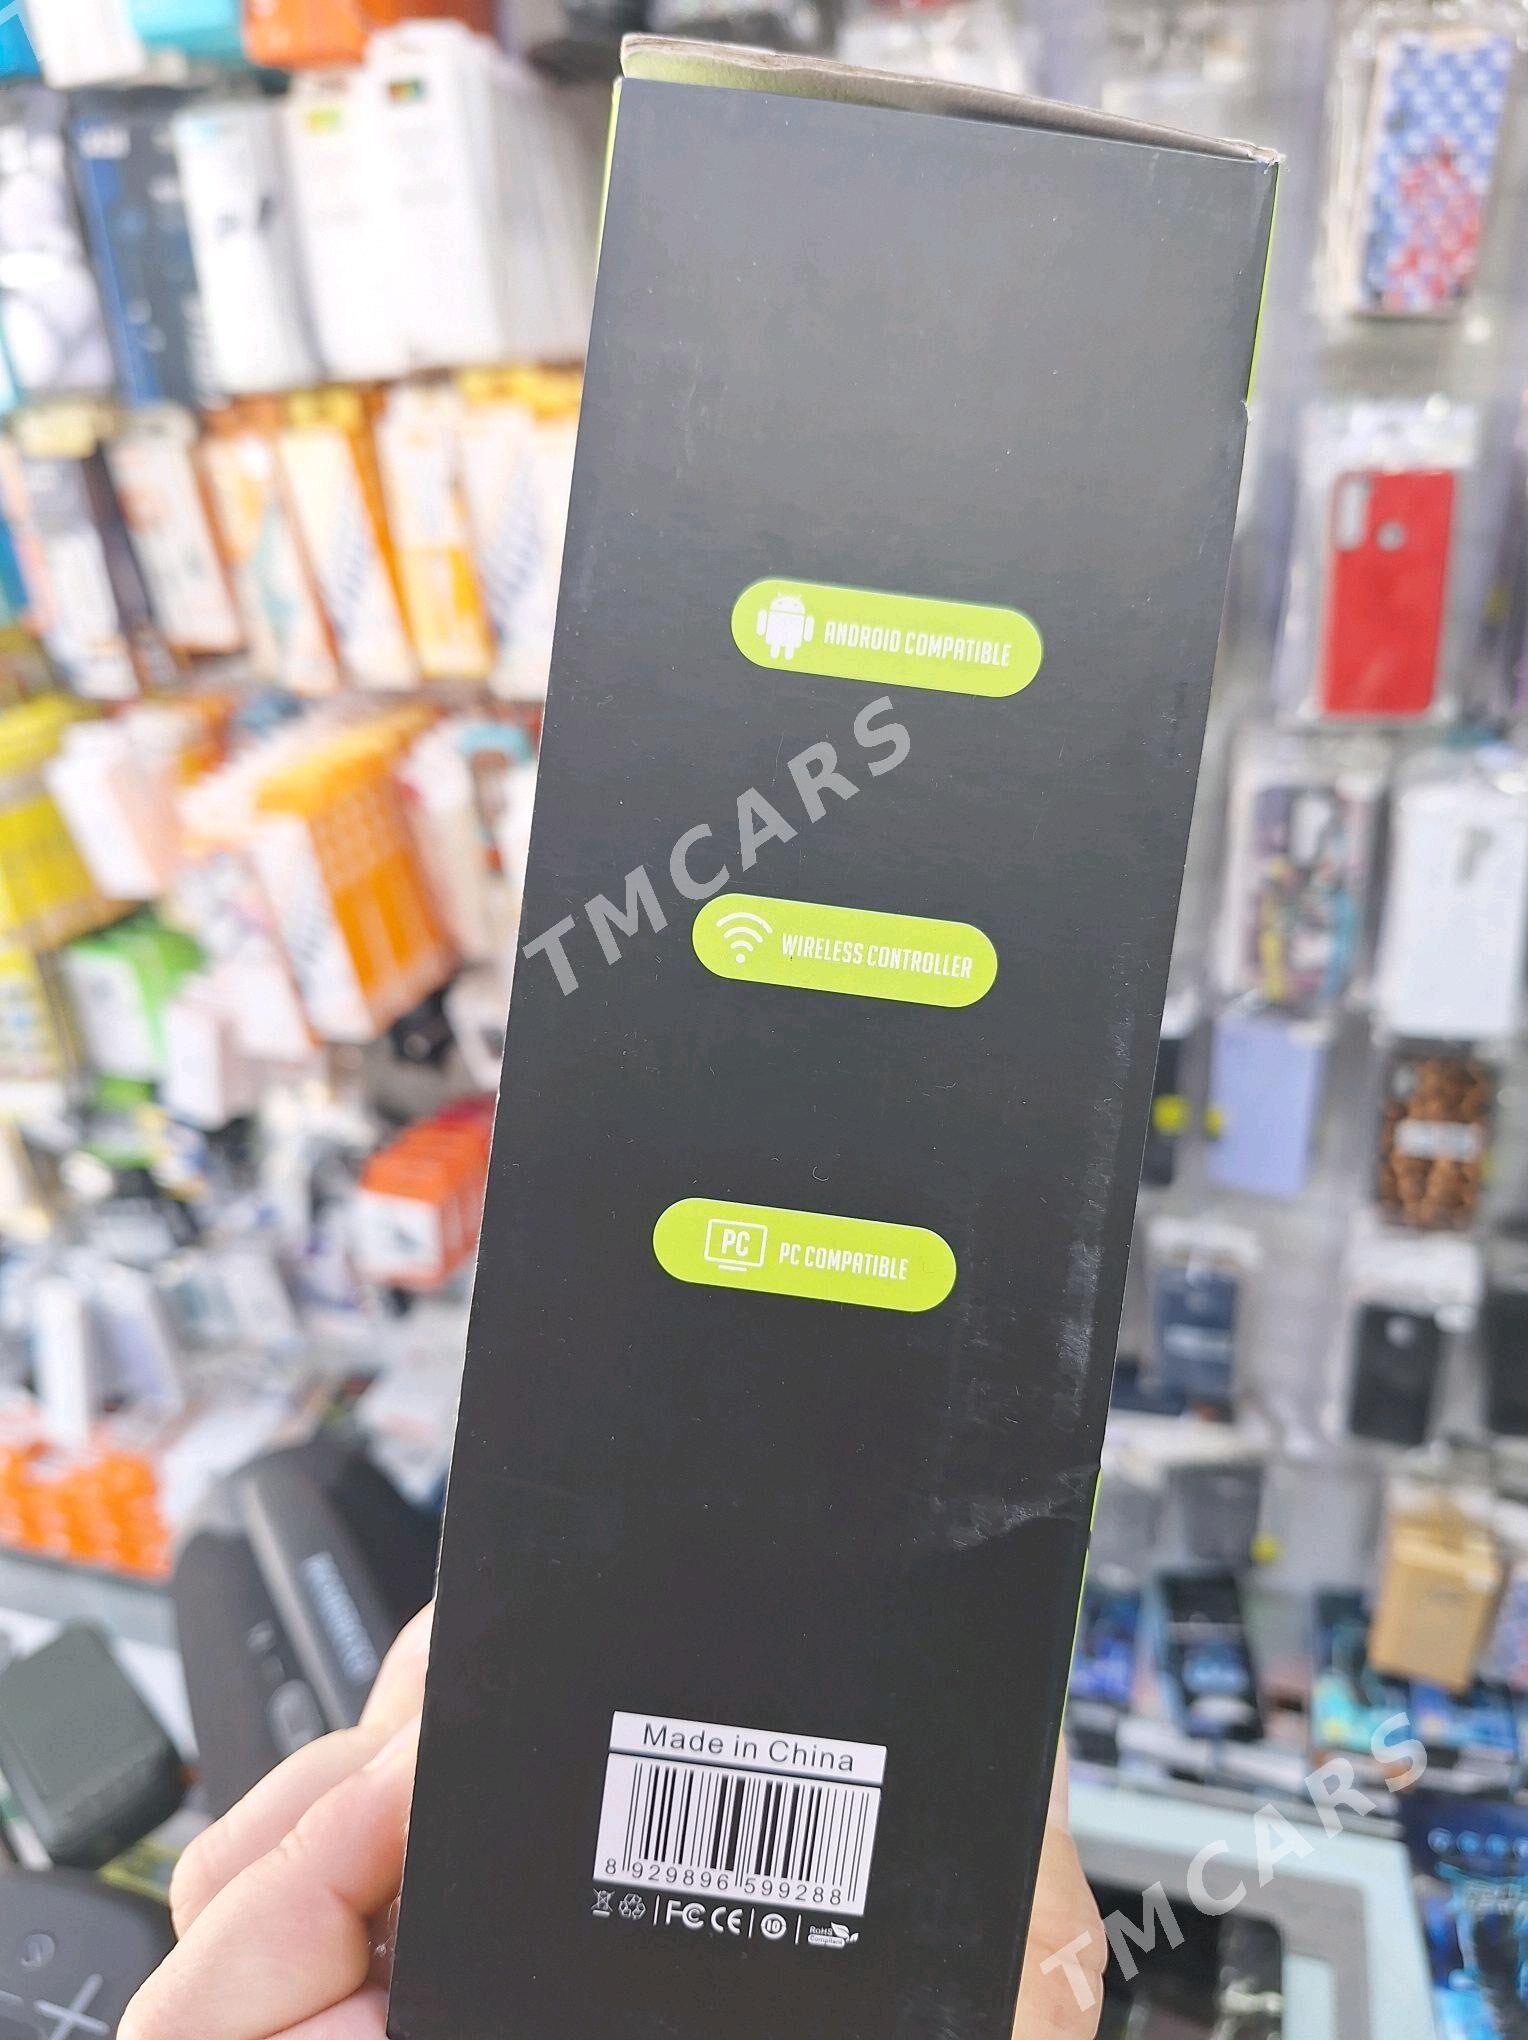 ANDROID COMPATIBLE
TMCARS
WIRELESS CONTROLLER
PC
PC COMPATIBLE
Made in China
8 929896 599288
FC CE
RoHS
Compliant
TMCARS